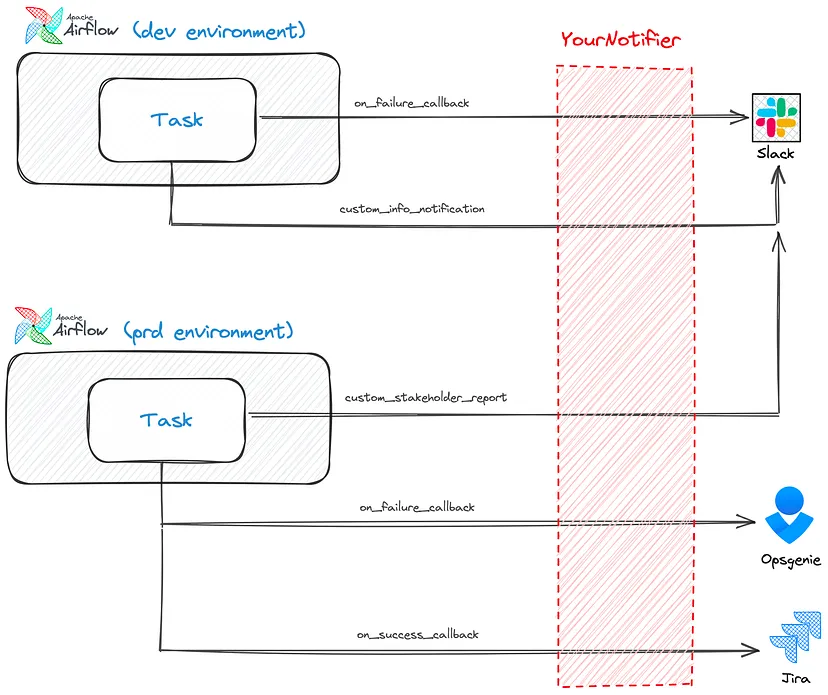 Apache
Airflow (dev environment)
YourNotifier
Task
on_failure_callback
Slack
custom_info_notification
Apache
Airflow (prd environment)
Task
custom_stakeholder_report
on_failure_callback
Opsgenie
on_success_callback
Jira